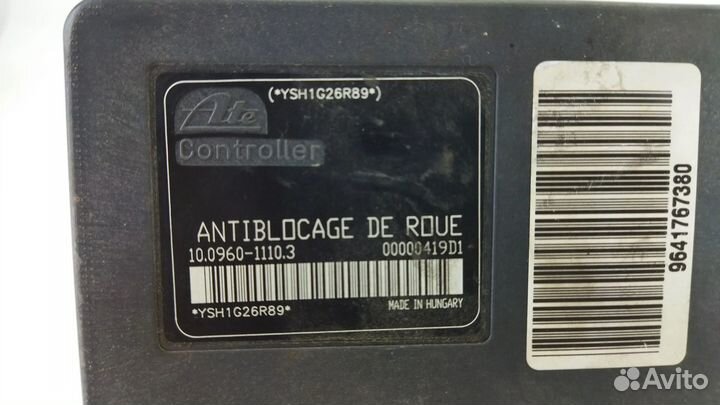 (*YSH1G26R89*)
Ate
Controller
ANTIBLOCAGE DE ROUE
10.0960-1110.3 00000419D1
MADE IN HUNGARY
*YSH1G26R89*
9641767380
Avito